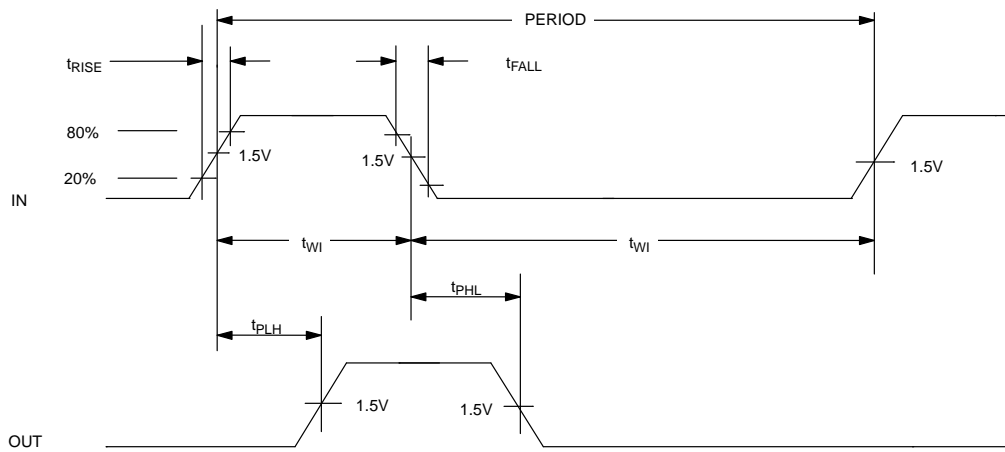 PERIOD
tRISE
tFALL
80%
1.5V
1.5V
1.5V
20%
IN
tWI
tWI
tPHL
tPLH
1.5V
1.5V
OUT